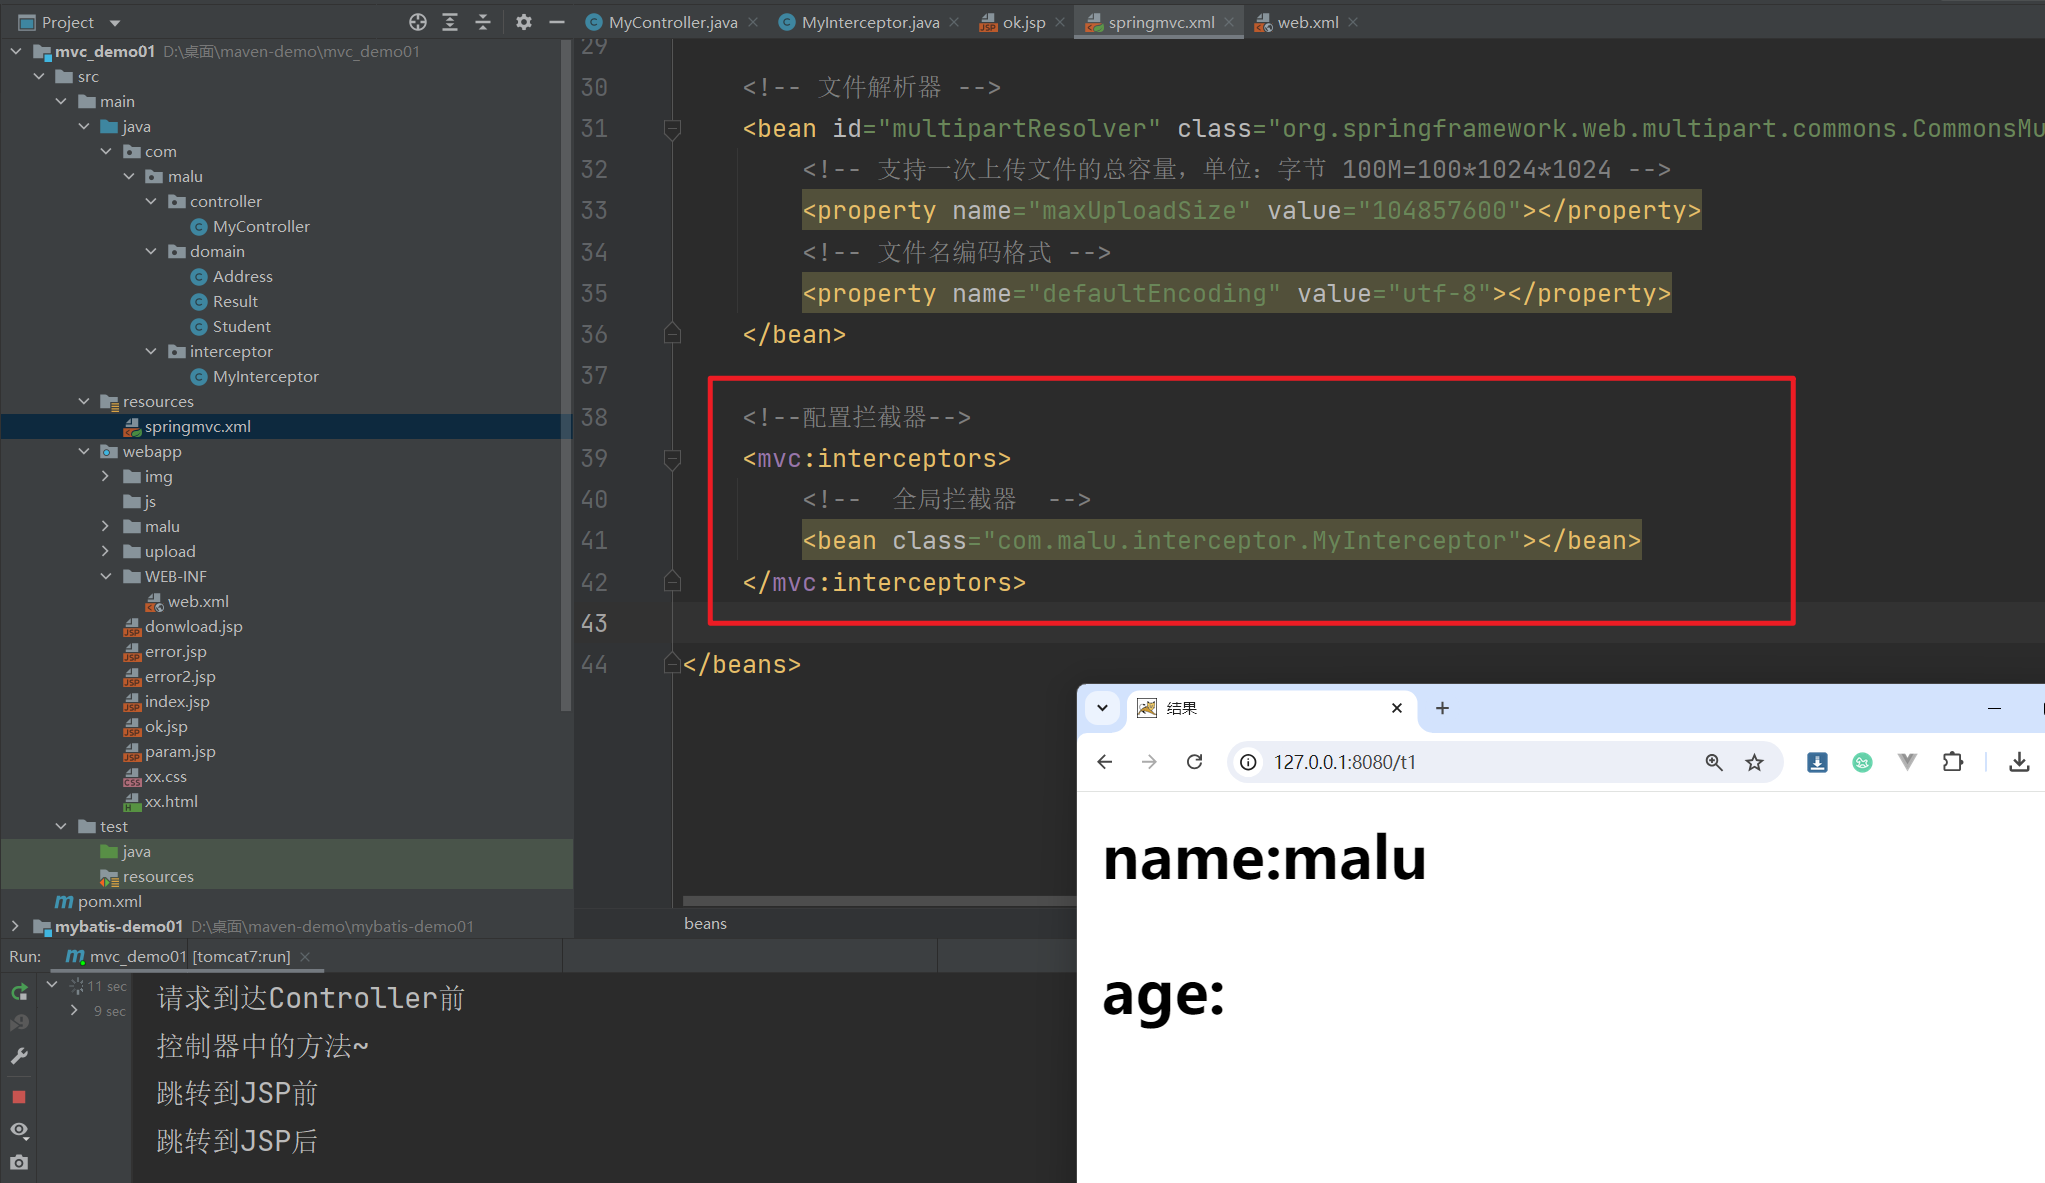 Project
MyController.java
MyInterceptor.java
ok.jsp
springmvc.xml
web.xml
mvc_demo01 D:\桌面\maven-demo\mvc_demo01
src
main
java
com
malu
controller
MyController
domain
Address
Result
Student
interceptor
MyInterceptor
resources
springmvc.xml
webapp
img
js
malu
upload
WEB-INF
web.xml
donwload.jsp
error.jsp
error2.jsp
index.jsp
ok.jsp
param.jsp
xx.css
xx.html
test
java
resources
pom.xml
mybatis-demo01 D:\桌面\maven-demo\mybatis-demo01
29
30 <!-- 文件解析器 -->
31 <bean id="multipartResolver" class="org.springframework.web.multipart.commons.CommonsMu
32 <!-- 支持一次上传文件的总容量，单位：字节 100M=100*1024*1024 -->
33 <property name="maxUploadSize" value="104857600"></property>
34 <!-- 文件名编码格式 -->
35 <property name="defaultEncoding" value="utf-8"></property>
36 </bean>
37
38 <!--配置拦截器-->
39 <mvc:interceptors>
40 <!-- 全局拦截器 -->
41 <bean class="com.malu.interceptor.MyInterceptor"></bean>
42 </mvc:interceptors>
43
44 </beans>
beans
Run: mvc_demo01 [tomcat7:run]
11 sec
9 sec
请求到达Controller前
控制器中的方法~
跳转到JSP前
跳转到JSP后
结果
127.0.0.1:8080/t1
name:malu
age: